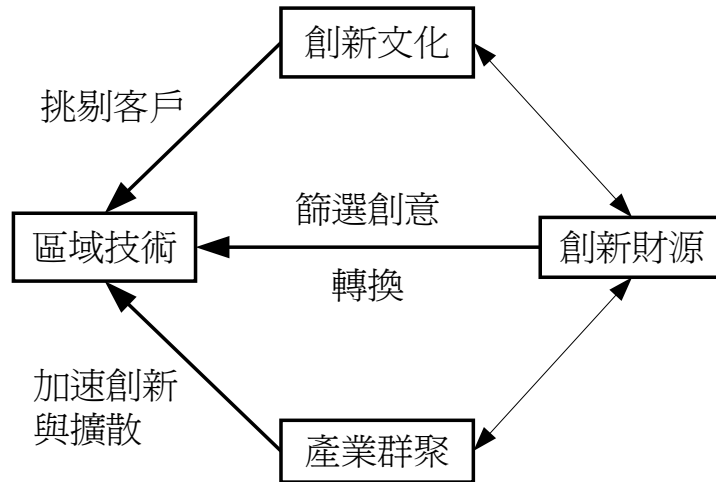 創新文化
挑剔客戶
篩選創意
區域技術
創新財源
轉換
加速創新
與擴散
產業群聚